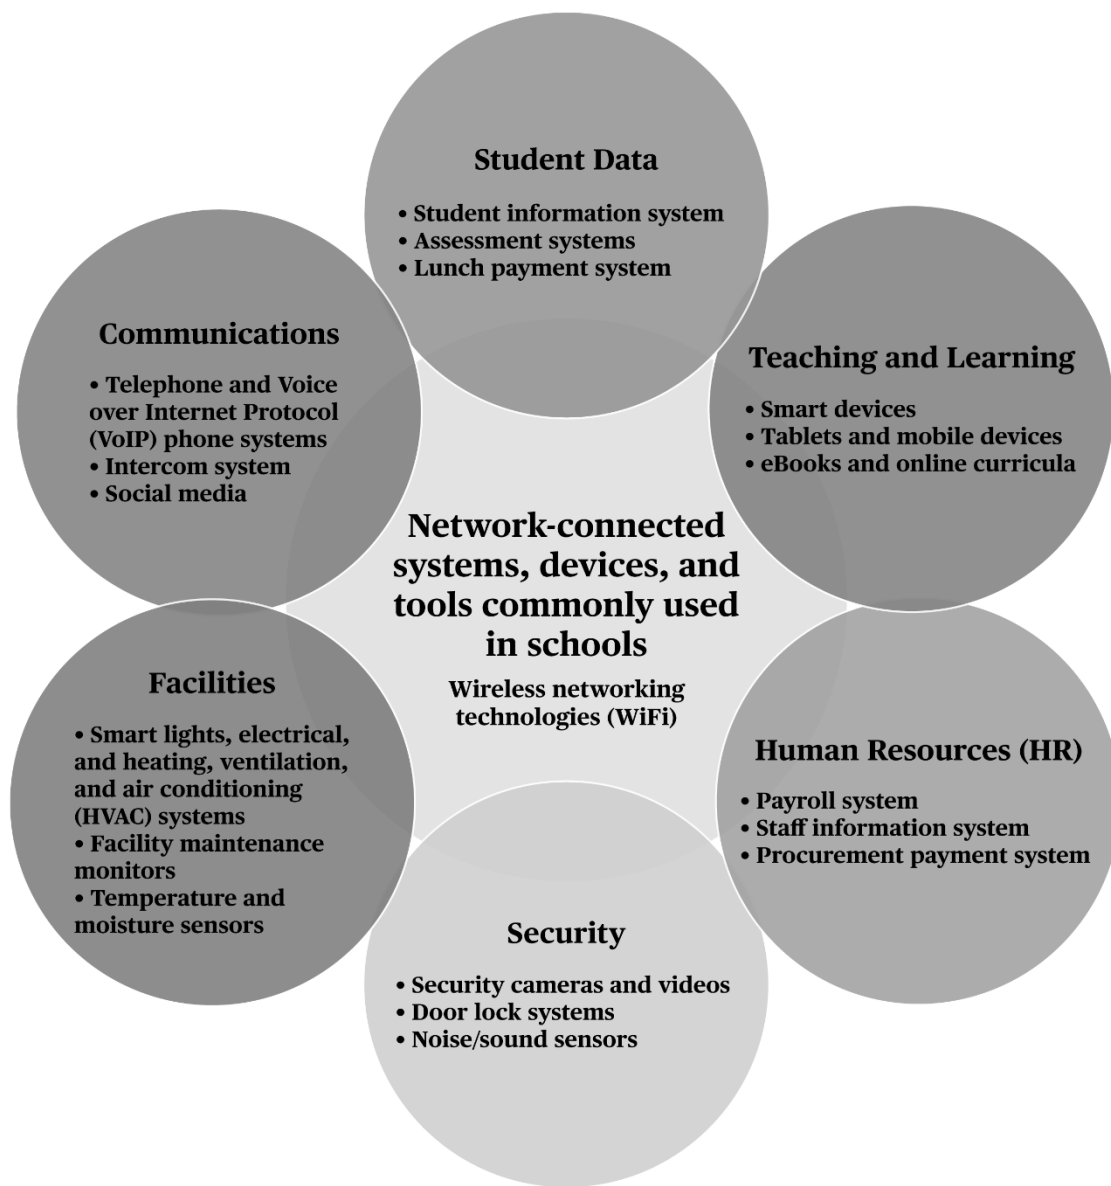 Student Data
• Student information system
• Assessment systems
• Lunch payment system
Communications
• Telephone and Voice
over Internet Protocol
(VoIP) phone systems
• Intercom system
• Social media
Teaching and Learning
• Smart devices
• Tablets and mobile devices
• eBooks and online curricula
Network-connected
systems, devices, and
tools commonly used
in schools
Wireless networking
technologies (WiFi)
Facilities
• Smart lights, electrical,
and heating, ventilation,
and air conditioning
(HVAC) systems
• Facility maintenance
monitors
• Temperature and
moisture sensors
Human Resources (HR)
• Payroll system
• Staff information system
• Procurement payment system
Security
• Security cameras and videos
• Door lock systems
• Noise/sound sensors